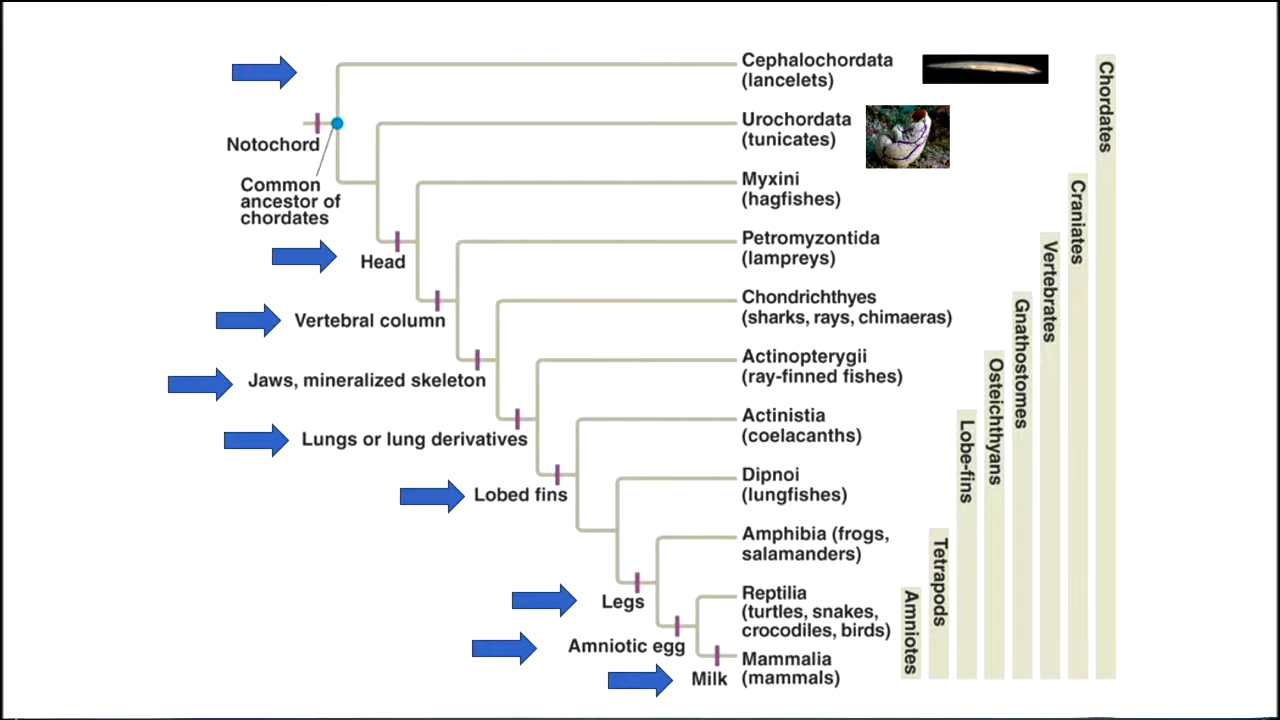 Cephalochordata
(lancelets)
Urochordata
(tunicates)
Notochord
Common
ancestor of
chordates
Myxini
(hagfishes)
Head
Petromyzontida
(lampreys)
Vertebral column
Chondrichthyes
(sharks, rays, chimaeras)
Jaws, mineralized skeleton
Actinopterygii
(ray-finned fishes)
Lungs or lung derivatives
Actinistia
(coelacanths)
Lobed fins
Dipnoi
(lungfishes)
Amphibia (frogs,
salamanders)
Legs
Reptilia
(turtles, snakes,
crocodiles, birds)
Amniotic egg
Mammalia
(mammals)
Milk
Chordates
Craniates
Vertebrates
Gnathostomes
Osteichthyans
Lobe-fins
Tetrapods
Amniotes